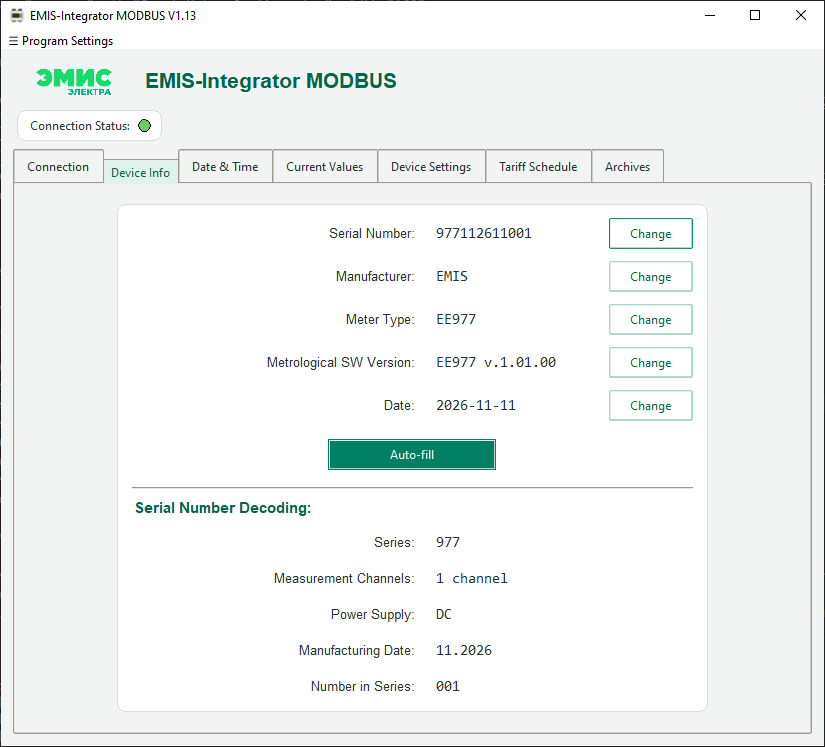 EMIS-Integrator MODBUS V1.13
☰ Program Settings
ЭМИС
ЭЛЕКТРА
EMIS-Integrator MODBUS
Connection Status:
Connection Device Info Date & Time Current Values Device Settings Tariff Schedule Archives
Serial Number: 977112611001 Change
Manufacturer: EMIS Change
Meter Type: EE977 Change
Metrological SW Version: EE977 v.1.01.00 Change
Date: 2026-11-11 Change
Auto-fill
Serial Number Decoding:
Series: 977
Measurement Channels: 1 channel
Power Supply: DC
Manufacturing Date: 11.2026
Number in Series: 001